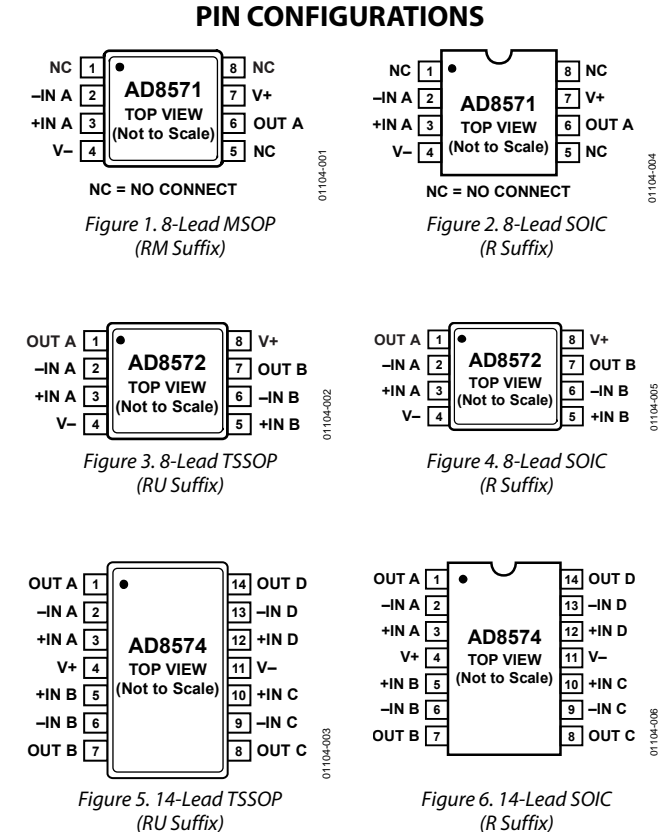 PIN CONFIGURATIONS
NC 1
–IN A 2
+IN A 3
V– 4
AD8571
TOP VIEW
(Not to Scale)
8 NC
7 V+
6 OUT A
5 NC
NC = NO CONNECT
01104-001
Figure 1. 8-Lead MSOP
(RM Suffix)
NC 1
–IN A 2
+IN A 3
V– 4
AD8571
TOP VIEW
(Not to Scale)
8 NC
7 V+
6 OUT A
5 NC
NC = NO CONNECT
01104-004
Figure 2. 8-Lead SOIC
(R Suffix)
OUT A 1
–IN A 2
+IN A 3
V– 4
AD8572
TOP VIEW
(Not to Scale)
8 V+
7 OUT B
6 –IN B
5 +IN B
01104-002
Figure 3. 8-Lead TSSOP
(RU Suffix)
OUT A 1
–IN A 2
+IN A 3
V– 4
AD8572
TOP VIEW
(Not to Scale)
8 V+
7 OUT B
6 –IN B
5 +IN B
01104-005
Figure 4. 8-Lead SOIC
(R Suffix)
OUT A 1
–IN A 2
+IN A 3
V+ 4
+IN B 5
–IN B 6
OUT B 7
AD8574
TOP VIEW
(Not to Scale)
14 OUT D
13 –IN D
12 +IN D
11 V–
10 +IN C
9 –IN C
8 OUT C
01104-003
Figure 5. 14-Lead TSSOP
(RU Suffix)
OUT A 1
–IN A 2
+IN A 3
V+ 4
+IN B 5
–IN B 6
OUT B 7
AD8574
TOP VIEW
(Not to Scale)
14 OUT D
13 –IN D
12 +IN D
11 V–
10 +IN C
9 –IN C
8 OUT C
01104-006
Figure 6. 14-Lead SOIC
(R Suffix)